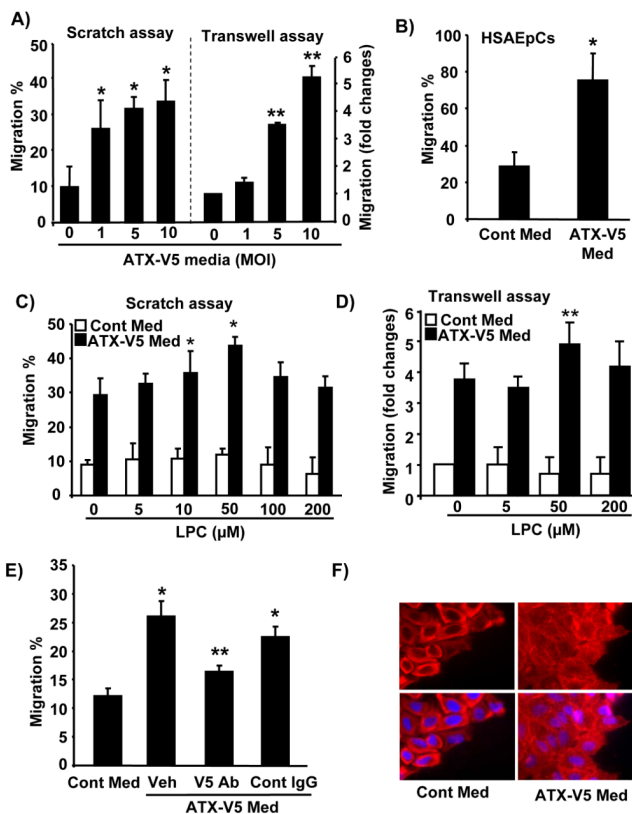 A)
Scratch assay
Transwell assay
Migration %
50
40
30
20
10
0
* * * ** **
6
5
4
3
2
1
0
Migration (fold changes)
0 1 5 10 0 1 5 10
ATX-V5 media (MOI)
B)
HSAEpCs
Migration %
100
80
60
40
20
0
*
Cont Med
ATX-V5
Med
C)
Scratch assay
Cont Med
ATX-V5 Med
Migration %
50
40
30
20
10
0
* *
0 5 10 50 100 200
LPC (µM)
D)
Transwell assay
Cont Med
ATX-V5 Med
Migration (fold changes)
6
5
4
2
1
1
**
0 5 50 200
LPC (µM)
E)
Migration %
35
30
25
20
15
10
5
0
* ** *
Cont Med Veh V5 Ab Cont IgG
ATX-V5 Med
F)
Cont Med
ATX-V5 Med